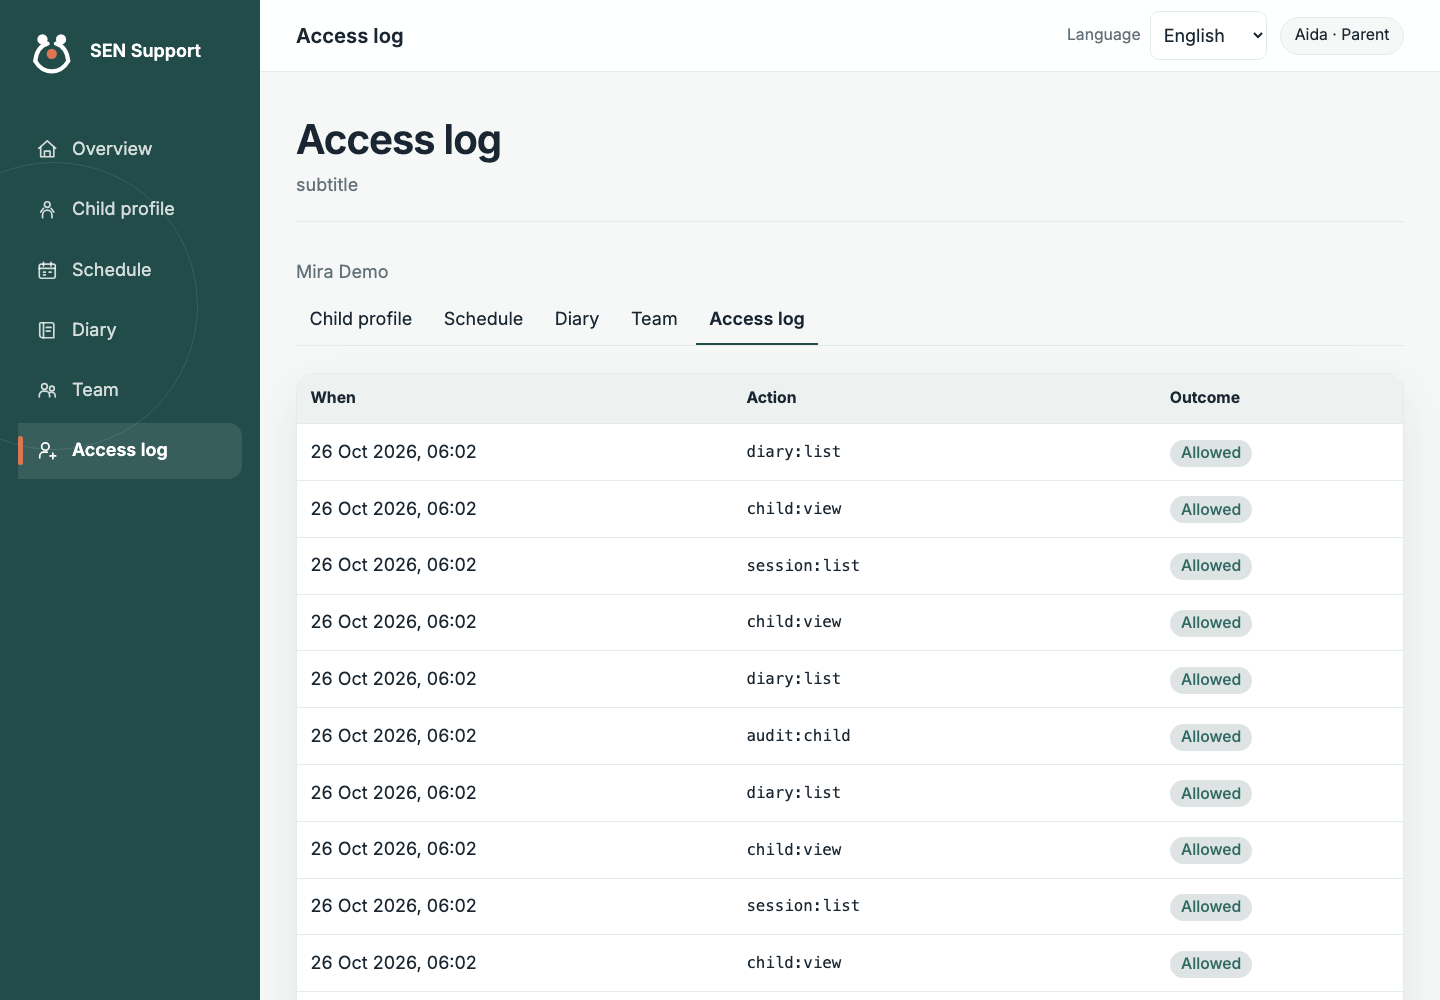 SEN Support
Overview
Child profile
Schedule
Diary
Team
Access log
Access log
Language
English
Aida · Parent
Access log
subtitle
Mira Demo
Child profile Schedule Diary Team Access log
When Action Outcome
26 Oct 2026, 06:02 diary:list Allowed
26 Oct 2026, 06:02 child:view Allowed
26 Oct 2026, 06:02 session:list Allowed
26 Oct 2026, 06:02 child:view Allowed
26 Oct 2026, 06:02 diary:list Allowed
26 Oct 2026, 06:02 audit:child Allowed
26 Oct 2026, 06:02 diary:list Allowed
26 Oct 2026, 06:02 child:view Allowed
26 Oct 2026, 06:02 session:list Allowed
26 Oct 2026, 06:02 child:view Allowed